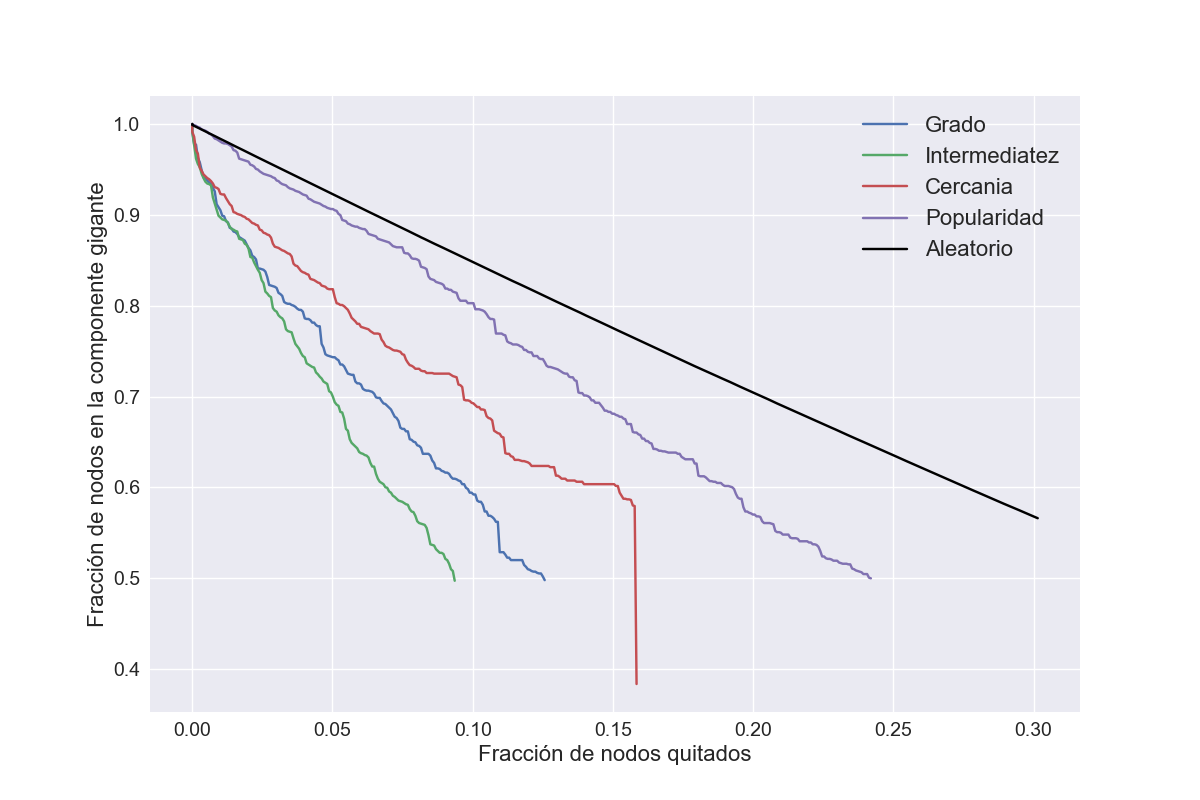 Grado
Intermediatez
Cercania
Popularidad
Aleatorio
1.0
0.9
0.8
0.7
0.6
0.5
0.4
Fracción de nodos en la componente gigante
0.00 0.05 0.10 0.15 0.20 0.25 0.30
Fracción de nodos quitados